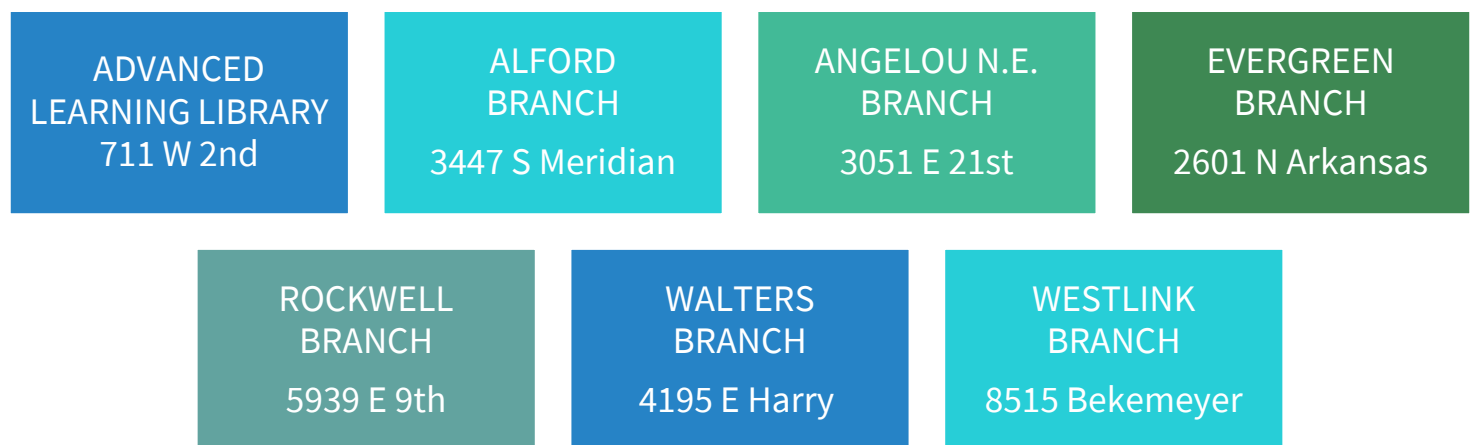 ADVANCED
LEARNING LIBRARY
711 W 2nd
ALFORD
BRANCH
3447 S Meridian
ANGELOU N.E.
BRANCH
3051 E 21st
EVERGREEN
BRANCH
2601 N Arkansas
ROCKWELL
BRANCH
5939 E 9th
WALTERS
BRANCH
4195 E Harry
WESTLINK
BRANCH
8515 Bekemeyer